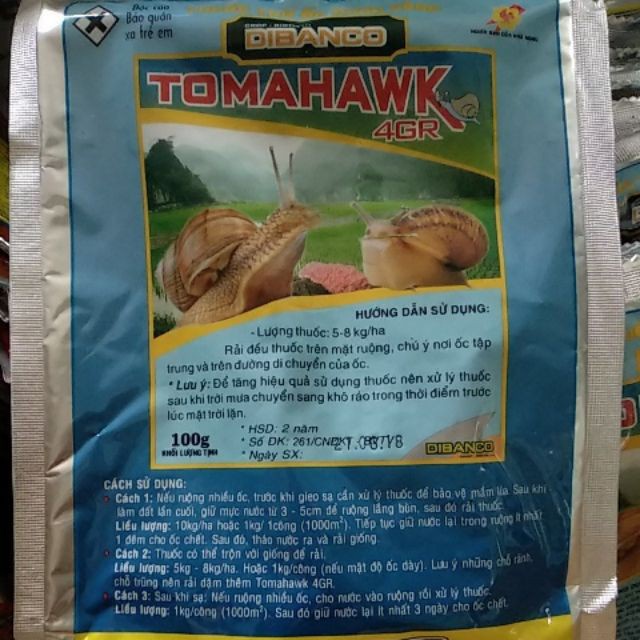 Độc cao
Bảo quản
xa trẻ em
DIBANCO
TOMAHAWK
4GR
HƯỚNG DẪN SỬ DỤNG:
- Lượng thuốc: 5-8 kg/ha
Rải đều thuốc trên mặt ruộng, chú ý nơi ốc tập
trung và trên đường di chuyển của ốc.
* Lưu ý: Để tăng hiệu quả sử dụng thuốc nên xử lý thuốc
sau khi trời mưa chuyển sang khô ráo trong thời điểm trước
lúc mặt trời lặn.
* HSD: 2 năm
100g
KHỐI LƯỢNG TỊNH
* Số ĐK: 261/CNĐKT
* Ngày SX:
DIBANCO
CÁCH SỬ DỤNG:
• Cách 1: Nếu ruộng nhiều ốc, trước khi gieo sạ cần xử lý thuốc để bảo vệ mầm lúa Sau khi
làm đất lần cuối, giữ mực nước từ 3 - 5cm để ruộng lắng bùn, sau đó rải thuốc.
Liều lượng: 10kg/ha hoặc 1kg/ 1công (1000m²). Tiếp tục giữ nước lại trong ruộng ít nhất
1 đêm cho ốc chết. Sau đó, tháo nước ra và rải giống.
• Cách 2: Thuốc có thể trộn với giống để rải.
Liều lượng: 5kg - 8kg/ha. Hoặc 1kg/công (nếu mật độ ốc dày). Lưu ý những chỗ rãnh,
chỗ trũng nên rải dặm thêm Tomahawk 4GR.
• Cách 3: Sau khi sạ: Nếu ruộng nhiều ốc, cho nước vào ruộng rồi xử lý thuốc.
Liều lượng: 1kg/công (1000m²). Sau đó giữ nước lại ít nhất 3 ngày cho ốc chết.